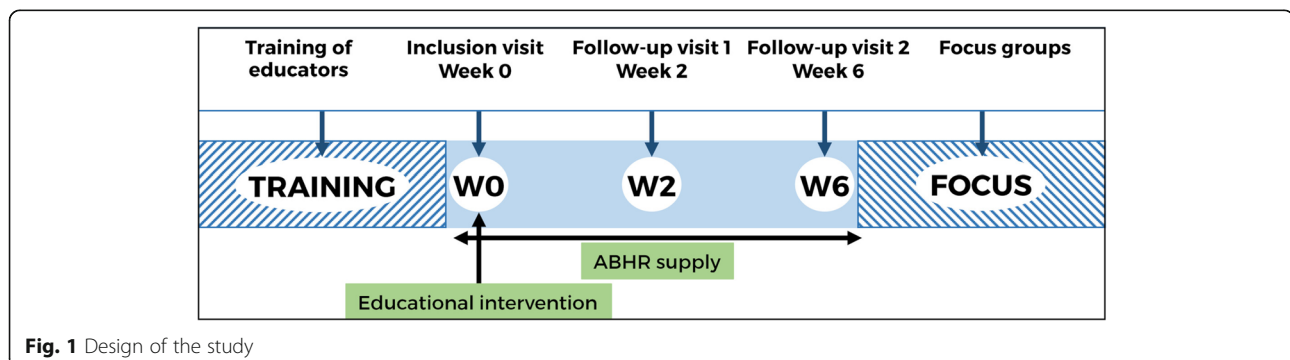 Training of
educators
Inclusion visit
Week 0
Follow-up visit 1
Week 2
Follow-up visit 2
Week 6
Focus groups
TRAINING
W0
W2
W6
FOCUS
ABHR supply
Educational intervention
Fig. 1 Design of the study